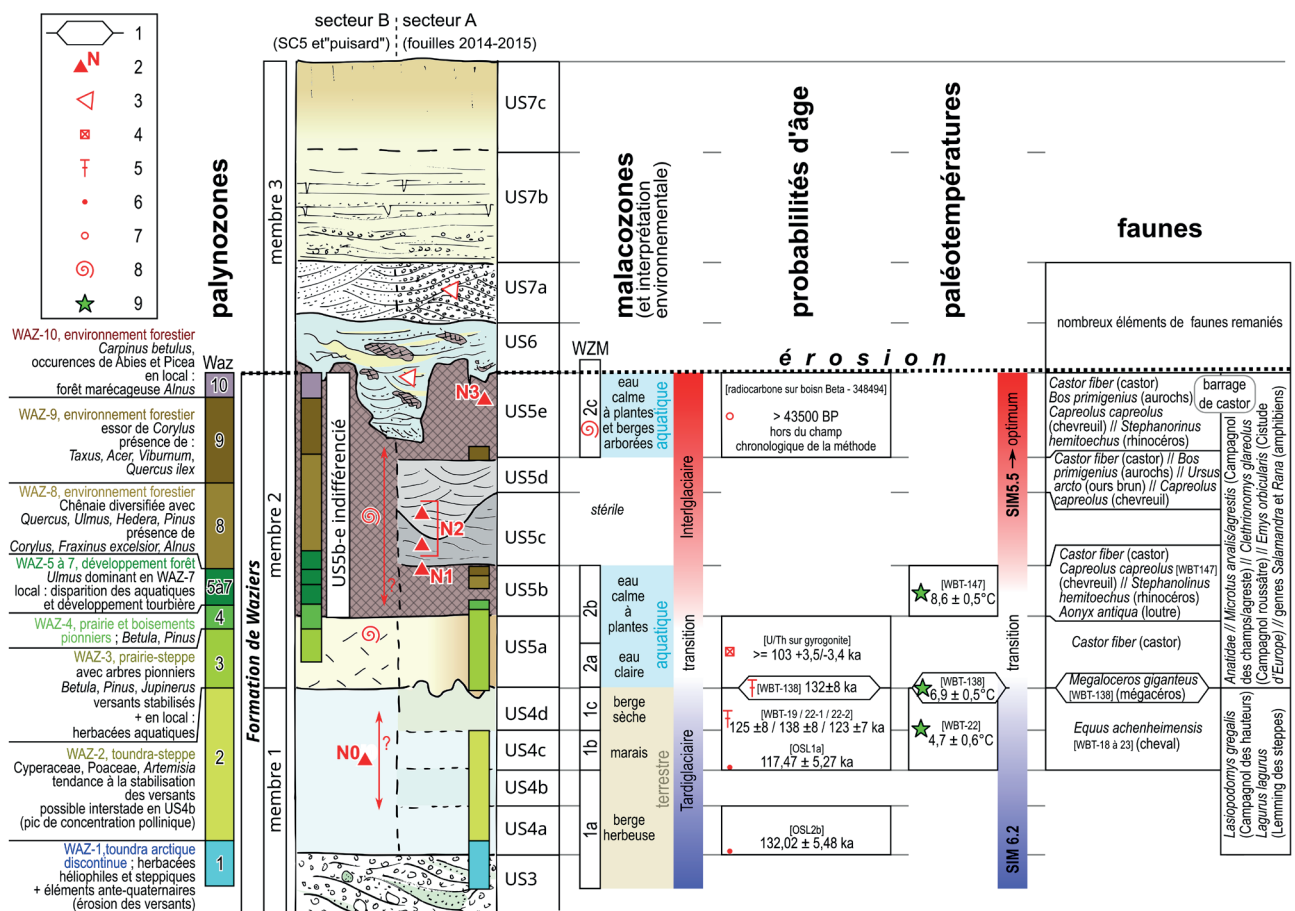 secteur B
secteur A
(SC5 et"puisard")
(fouilles 2014-2015)
1
N
2
3
4
5
6
7
8
9
palynozones
WAZ-10, environement forestier
Carpinus betulus,
occurences de Abies et Picea
en local :
forêt marécageuse Alnus
WAZ-9, environement forestier
essor de Corylus
présence de :
Taxus, Acer, Viburnum,
Quercus ilex
WAZ-8, environement forestier
Chênaie diversifiée avec
Quercus, Ulmus, Hedera, Pinus
présence de
Corylus, Fraxinus excelsior, Alnus
WAZ-5 à 7, développement forêt
Ulmus dominant en WAZ-7
local : disparition des aquatiques
et développement tourbière
WAZ-4, prairie et boisements
pionniers ; Betula, Pinus
WAZ-3, prairie-steppe
avec arbres pionniers
Betula, Pinus, Jupinerus
versants stabilisés
+ en local :
herbacées aquatiques
WAZ-2, toundra-steppe
Cyperaceae, Poaceae, Artemisia
tendance à la stabilisation
des versants
possible interstade en US4b
(pic de concentration pollinique)
WAZ-1,toundra arctique
discontinue ; herbacées
héliophiles et steppiques
+ éléments ante-quaternaires
(érosion des versants)
Waz
10
9
8
5à7
4
3
2
1
Formation de Waziers
membre 3
membre 2
membre 1
US5b-e indifférencié
N3
N2
N1
N0
?
?
US7c
US7b
US7a
US6
US5e
US5d
US5c
US5b
US5a
US4d
US4c
US4b
US4a
US3
malacozones
(et interprétation
environnementale)
WZM
2c
2b
2a
1c
1b
1a
eau
calme
à plantes
et berges
arborées
aquatique
stérile
eau
calme
à
plantes
eau
claire
aquatique
berge
sèche
marais
berge
herbeuse
terrestre
Interlglaciaire
transition
Tardiglaciaire
probablilités d'âge
érosion
[radiocarbone sur boisn Beta - 348494]
> 43500 BP
hors du champ
chronologique de la méthode
[U/Th sur gyrogonite]
>= 103 +3,5/-3,4 ka
[WBT-138] 132±8 ka
[WBT-19 / 22-1 / 22-2]
125 ±8 / 138 ±8 / 123 ±7 ka
[OSL1a]
117,47 ± 5,27 ka
[OSL2b]
132,02 ± 5,48 ka
paléotempératures
[WBT-147]
8,6 ± 0,5°C
[WBT-138]
6,9 ± 0,5°C
[WBT-22]
4,7 ± 0,6°C
SIM5.5
optimum
transition
SIM 6.2
faunes
nombreux éléments de faunes remaniés
Castor fiber (castor)
Bos primigenius (aurochs)
Capreolus capreolus
(chevreuil) // Stephanorinus
hemitoechus (rhinocéros)
Castor fiber (castor) // Bos
primigenius (aurochs) // Ursus
arcto (ours brun) // Capreolus
capreolus (chevreuil)
Castor fiber (castor)
Capreolus capreolus [WBT147]
(chevreuil) // Stephanolinus
hemitoechus (rhinocéros)
Aonyx antiqua (loutre)
Castor fiber (castor)
Megaloceros giganteus
[WBT-138] (mégacéros)
Equus achenheimensis
[WBT-18 à 23] (cheval)
barrage
de castor
Anatidae // Microtus arvalis/agrestis (Campagnol
des champs/agreste) // Clethrionomys glareolus
(Campagnol roussâtre) // Emys orbicularis (Cistude
d'Europe) // genres Salamandra et Rana (amphibiens)
Lasiopodomys gregalis
(Campagnol des hauteurs)
Lagurus lagurus
(Lemming des steppes)